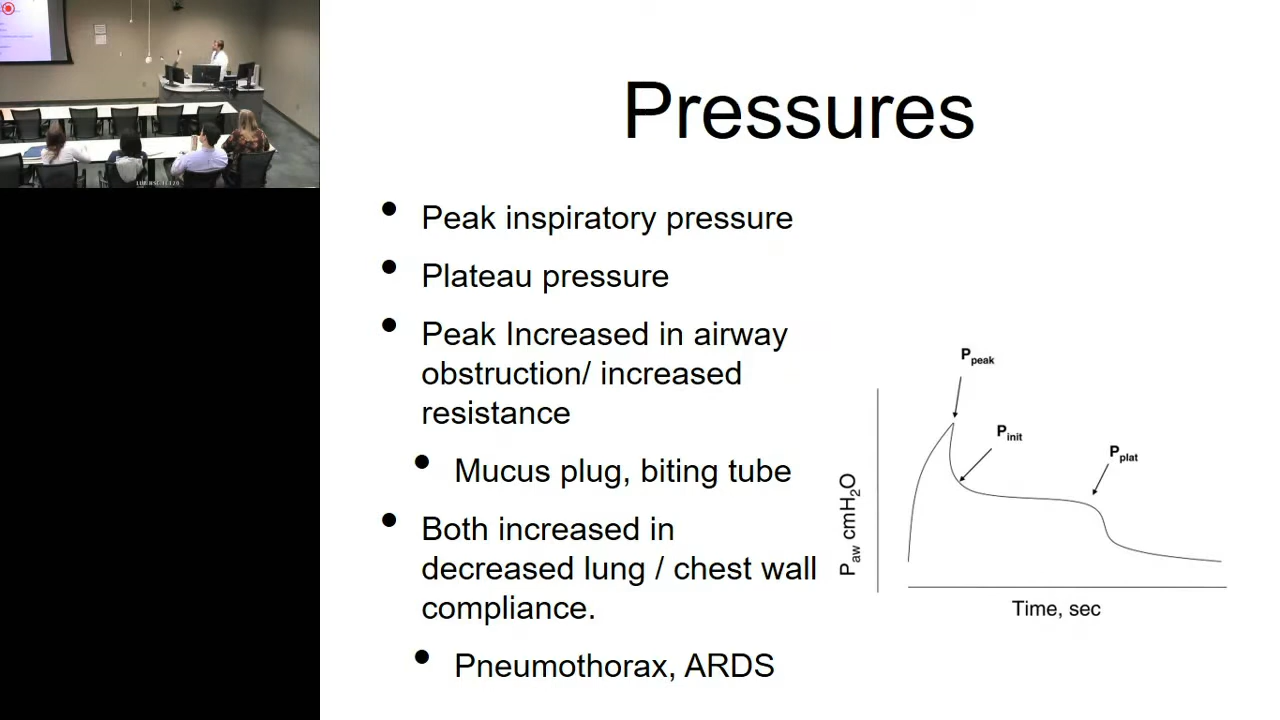 Pressures
• Peak inspiratory pressure
• Plateau pressure
• Peak Increased in airway
obstruction/ increased
resistance
• Mucus plug, biting tube
• Both increased in
decreased lung / chest wall
compliance.
• Pneumothorax, ARDS
Ppeak
Pinit
Pplat
Paw cmH2O
Time, sec